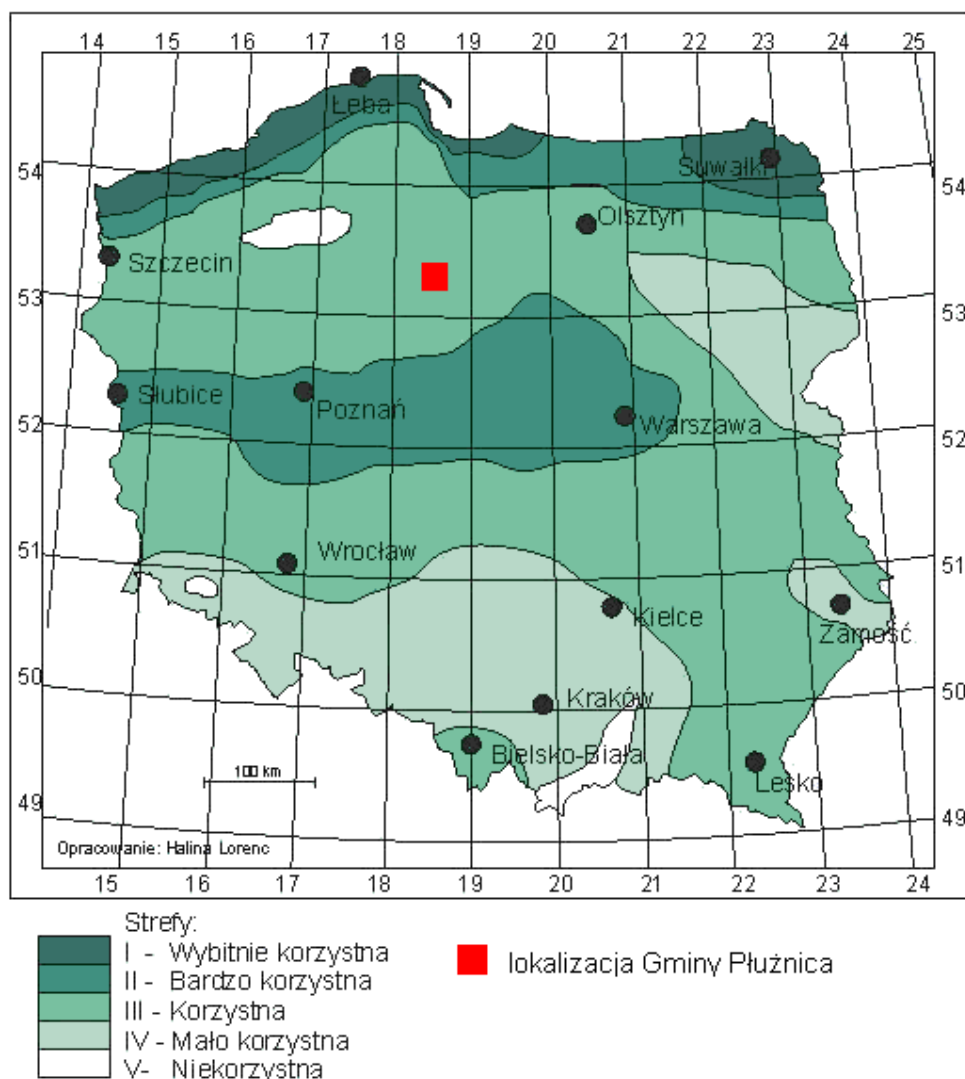 14 15 16 17 18 19 20 21 22 23 24 25
Łeba
54 Suwałki 54
Olsztyn
Szczecin
53 53
Słubice Poznań Warszawa
52 52
51 Wrocław 51
Kielce Zamość
50 Kraków 50
Bielsko-Biała
100 km Lesko
49 49
Opracowanie: Halina Lorenc
15 16 17 18 19 20 21 22 23 24
Strefy:
I - Wybitnie korzystna
II - Bardzo korzystna
III - Korzystna
IV - Mało korzystna
V- Niekorzystna
lokalizacja Gminy Płużnica